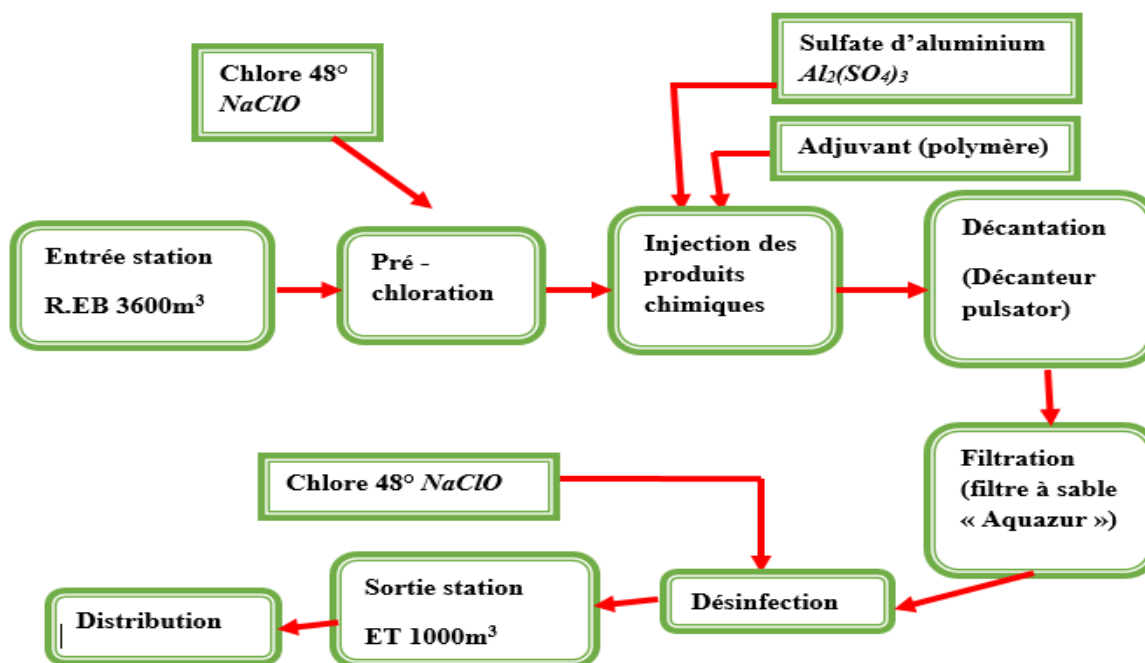 Chlore 48°
NaClO
Sulfate d’aluminium
Al₂(SO₄)₃
Adjuvant (polymère)
Entrée station
R.EB 3600m³
Pré -
chloration
Injection des
produits
chimiques
Décantation
(Décanteur
pulsator)
Filtration
(filtre à sable
« Aquazur »)
Chlore 48° NaClO
Désinfection
Sortie station
ET 1000m³
Distribution